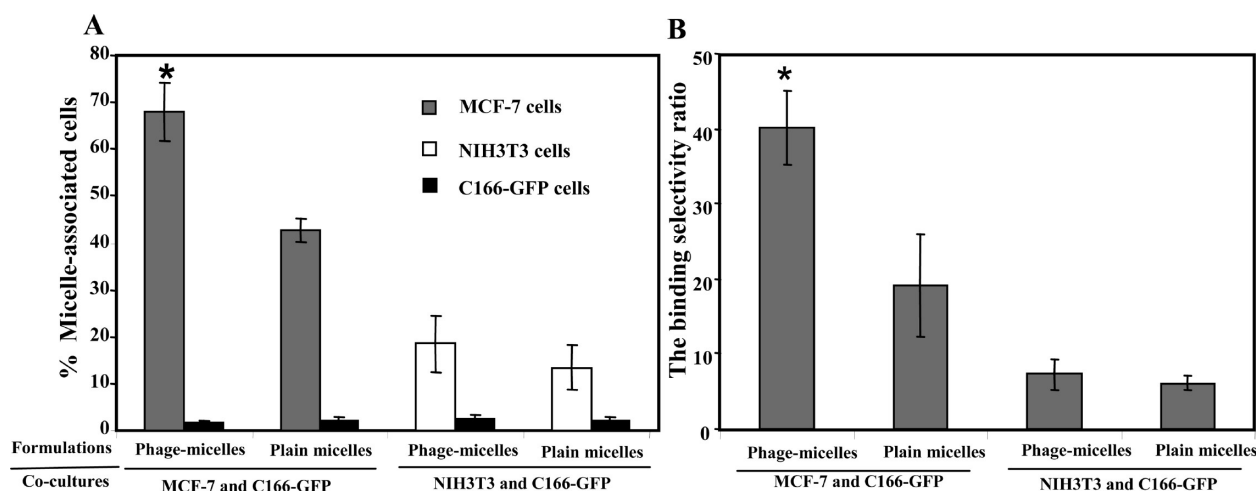 A
% Micelle-associated cells
80
70
60
50
40
30
20
10
0
*
MCF-7 cells
NIH3T3 cells
C166-GFP cells
Formulations
Phage-micelles
Plain micelles
Phage-micelles
Plain micelles
Co-cultures
MCF-7 and C166-GFP
NIH3T3 and C166-GFP
B
The binding selectivity ratio
50
40
30
20
10
0
*
Phage-micelles
Plain micelles
Phage-micelles
Plain micelles
MCF-7 and C166-GFP
NIH3T3 and C166-GFP